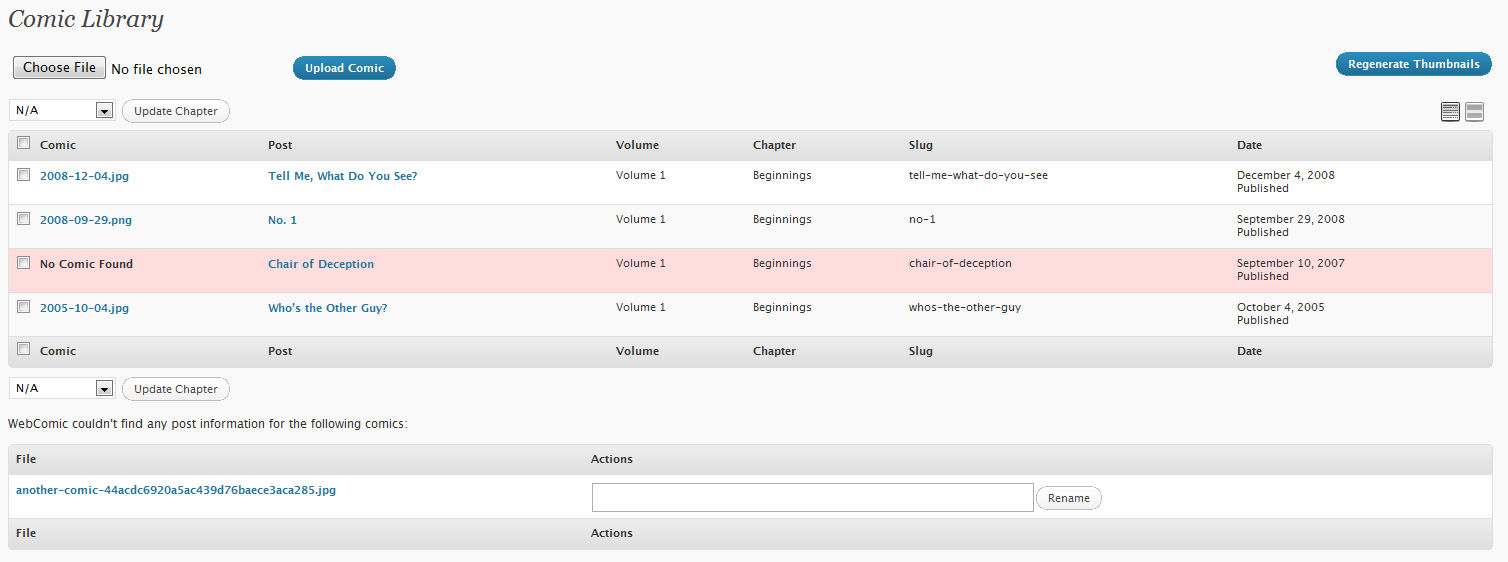 Comic Library
Choose File No file chosen Upload Comic Regenerate Thumbnails
N/A Update Chapter
Comic Post Volume Chapter Slug Date
2008-12-04.jpg Tell Me, What Do You See? Volume 1 Beginnings tell-me-what-do-you-see December 4, 2008
Published
2008-09-29.png No. 1 Volume 1 Beginnings no-1 September 29, 2008
Published
No Comic Found Chair of Deception Volume 1 Beginnings chair-of-deception September 10, 2007
Published
2005-10-04.jpg Who's the Other Guy? Volume 1 Beginnings whos-the-other-guy October 4, 2005
Published
Comic Post Volume Chapter Slug Date
N/A Update Chapter
WebComic couldn't find any post information for the following comics:
File Actions
another-comic-44acdc6920a5ac439d76baece3aca285.jpg Rename
File Actions